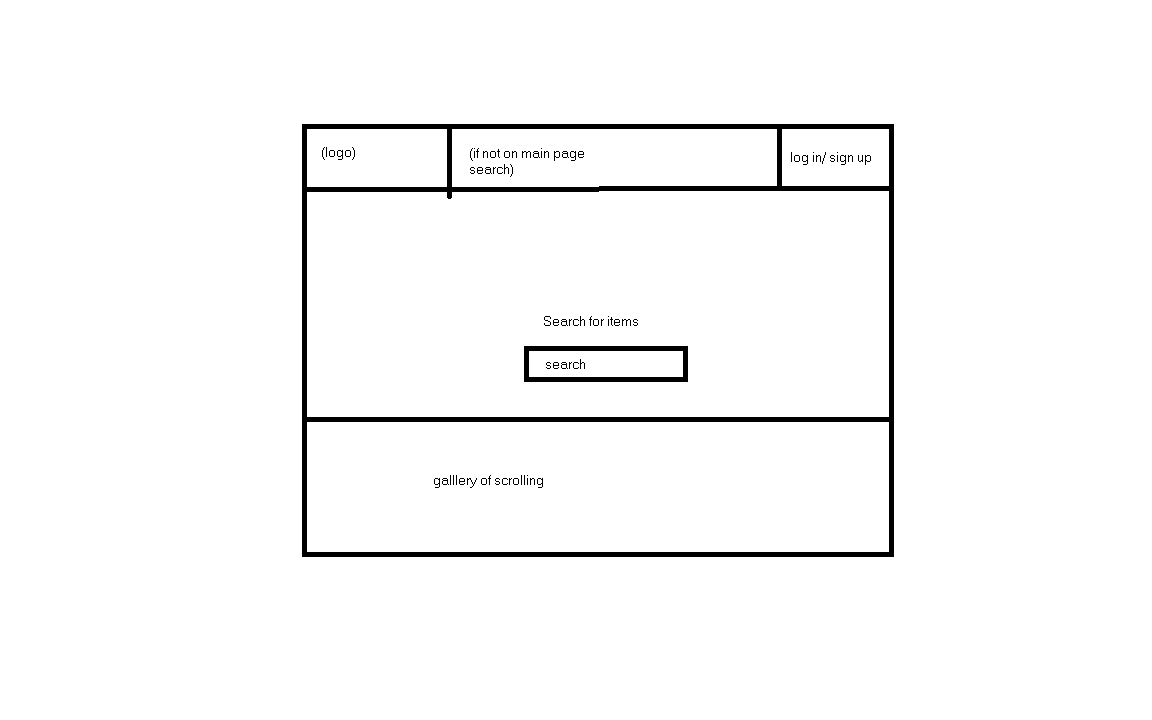 (logo)
(if not on main page
search)
log in/ sign up
Search for items
search
galllery of scrolling